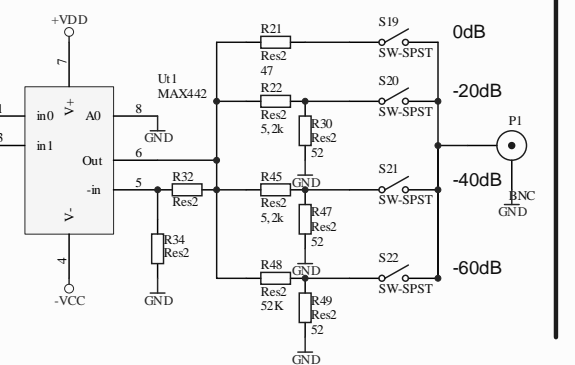 +VDD
7
Ut1
MAX442
in0
V+
A0
8
GND
in1
Out
6
-in
5
V-
4
-VCC
R34
Res2
GND
R32
Res2
R21
Res2
47
S19
SW-SPST
0dB
R22
Res2
5,2k
S20
SW-SPST
-20dB
R30
Res2
52
GND
R45
Res2
5,2k
S21
SW-SPST
-40dB
R47
Res2
52
GND
R48
Res2
52K
S22
SW-SPST
-60dB
R49
Res2
52
GND
P1
BNC
GND